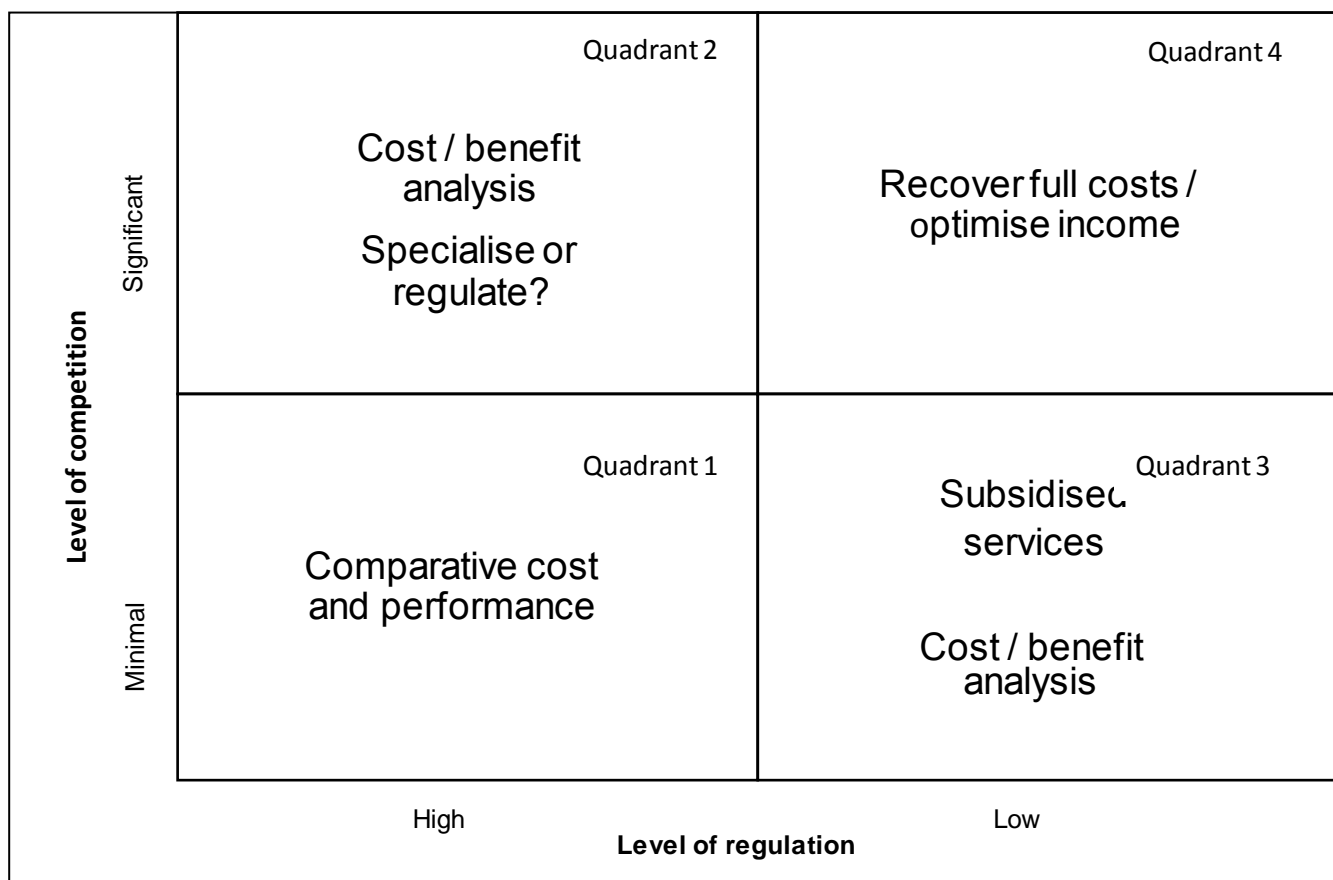 Quadrant 2
Cost / benefit
analysis
Specialise or
regulate?
Quadrant 4
Recover full costs /
optimise income
Significant
Level of competition
Minimal
Quadrant 1
Comparative cost
and performance
Quadrant 3
Subsidised
services
Cost / benefit
analysis
High
Low
Level of regulation